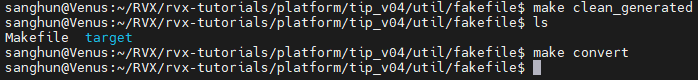 sanghun@Venus:~/RVX/rvx-tutorials/platform/tip_v04/util/fakefile$ make clean_generated
sanghun@Venus:~/RVX/rvx-tutorials/platform/tip_v04/util/fakefile$ ls
Makefile  target
sanghun@Venus:~/RVX/rvx-tutorials/platform/tip_v04/util/fakefile$ make convert
sanghun@Venus:~/RVX/rvx-tutorials/platform/tip_v04/util/fakefile$